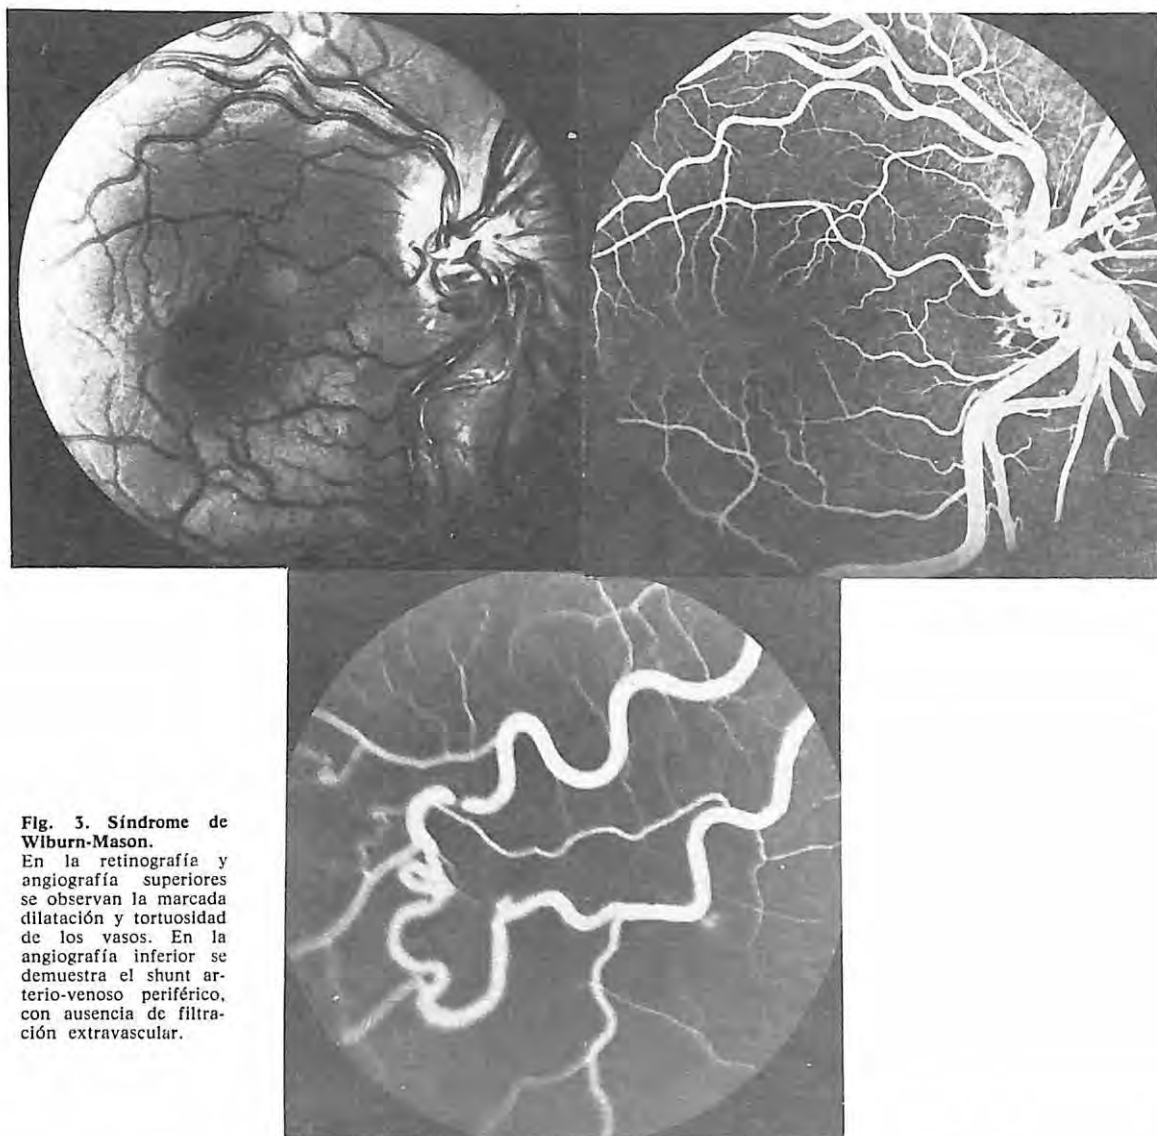 Fig. 3. Síndrome de
Wiburn-Mason.
En la retinografía y
angiografía superiores
se observan la marcada
dilatación y tortuosidad
de los vasos. En la
angiografía inferior se
demuestra el shunt ar-
terio-venoso periférico,
con ausencia de filtra-
ción extravascular.